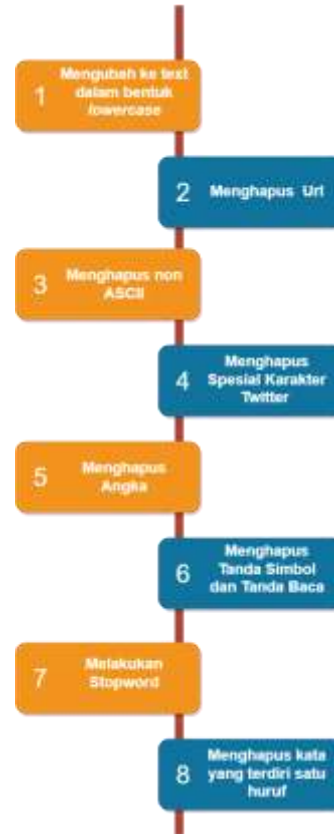 1
Mengubah ke text
dalam bentuk
lowercase
2
Menghapus Url
3
Menghapus non
ASCII
4
Menghapus
Spesial Karakter
Twitter
5
Menghapus
Angka
6
Menghapus
Tanda Simbol
dan Tanda Baca
7
Melakukan
Stopword
8
Menghapus kata
yang terdiri satu
huruf